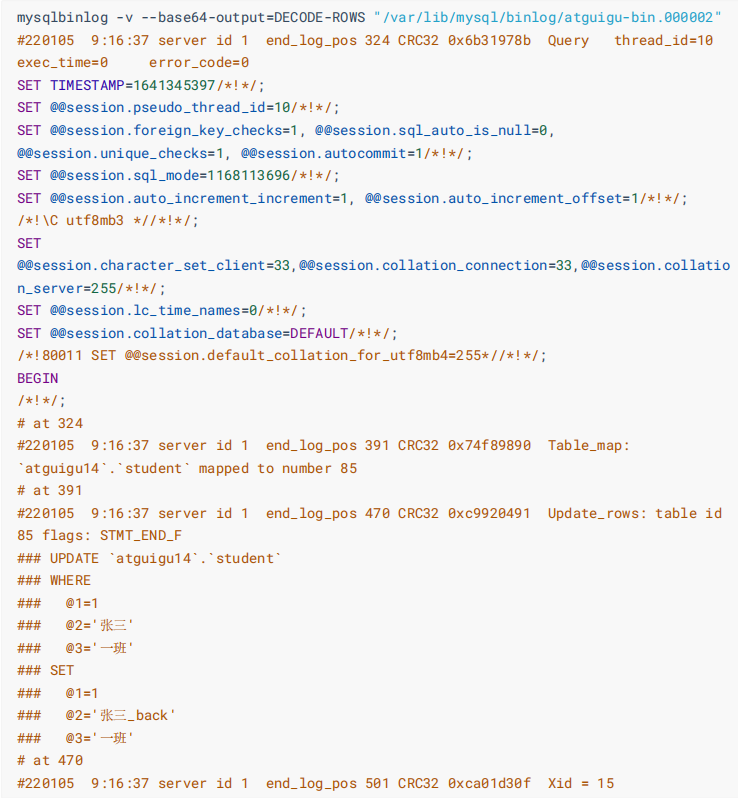 mysqlbinlog -v --base64-output=DECODE-ROWS "/var/lib/mysql/binlog/atguigu-bin.000002"
#220105  9:16:37 server id 1  end_log_pos 324 CRC32 0x6b31978b  Query   thread_id=10
exec_time=0     error_code=0
SET TIMESTAMP=1641345397/*!*/;
SET @@session.pseudo_thread_id=10/*!*/;
SET @@session.foreign_key_checks=1, @@session.sql_auto_is_null=0,
@@session.unique_checks=1, @@session.autocommit=1/*!*/;
SET @@session.sql_mode=1168113696/*!*/;
SET @@session.auto_increment_increment=1, @@session.auto_increment_offset=1/*!*/;
/*!\C utf8mb3 *//*!*/;
SET
@@session.character_set_client=33,@@session.collation_connection=33,@@session.collatio
n_server=255/*!*/;
SET @@session.lc_time_names=0/*!*/;
SET @@session.collation_database=DEFAULT/*!*/;
/*!80011 SET @@session.default_collation_for_utf8mb4=255*//*!*/;
BEGIN
/*!*/;
# at 324
#220105  9:16:37 server id 1  end_log_pos 391 CRC32 0x74f89890  Table_map:
`atguigu14`.`student` mapped to number 85
# at 391
#220105  9:16:37 server id 1  end_log_pos 470 CRC32 0xc9920491  Update_rows: table id
85 flags: STMT_END_F
### UPDATE `atguigu14`.`student`
### WHERE
###   @1=1
###   @2='张三'
###   @3='一班'
### SET
###   @1=1
###   @2='张三_back'
###   @3='一班'
# at 470
#220105  9:16:37 server id 1  end_log_pos 501 CRC32 0xca01d30f  Xid = 15